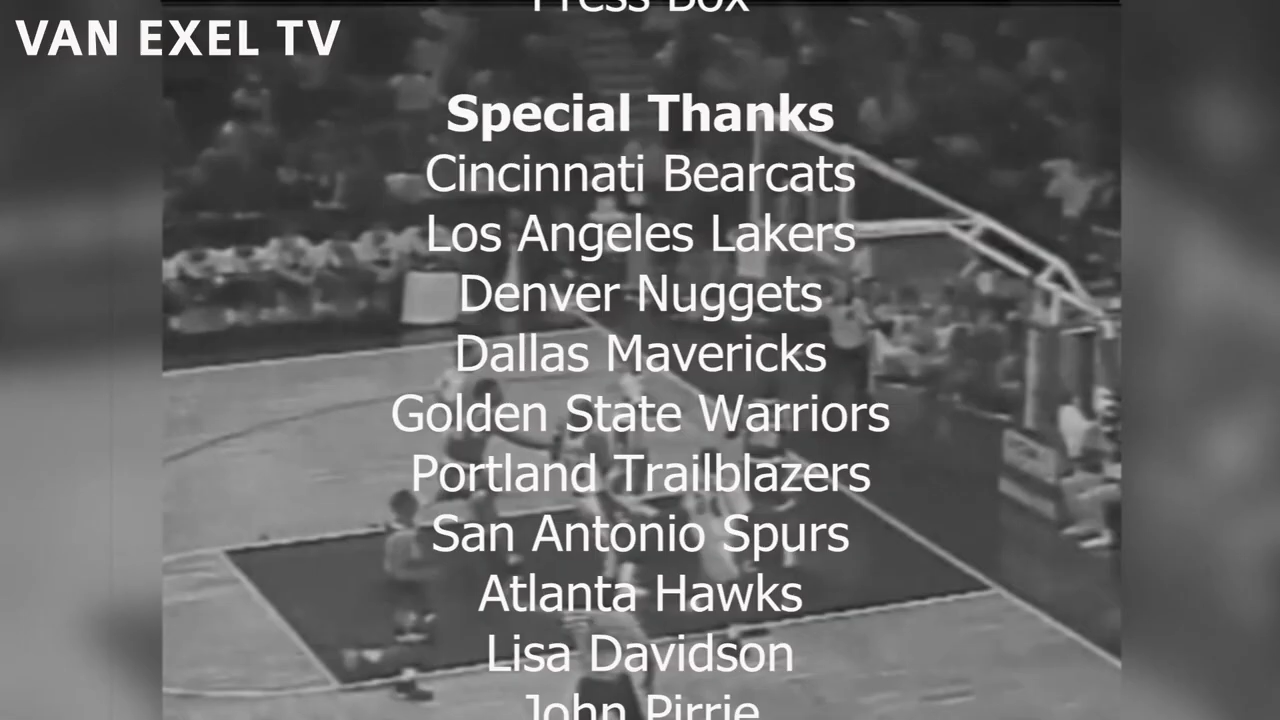 Press Box
VAN EXEL TV
Special Thanks
Cincinnati Bearcats
Los Angeles Lakers
Denver Nuggets
Dallas Mavericks
Golden State Warriors
Portland Trailblazers
San Antonio Spurs
Atlanta Hawks
Lisa Davidson
John Pirrie